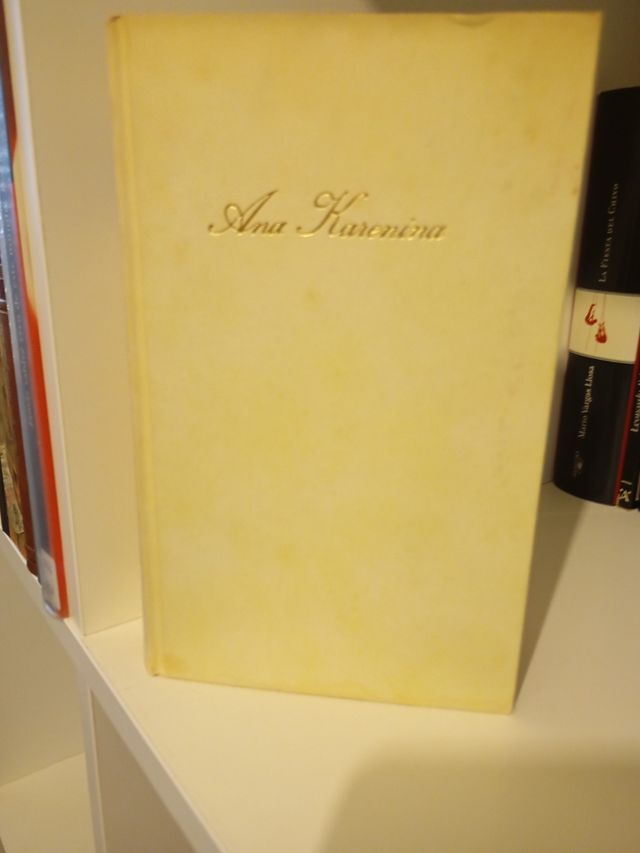 Ana Karenina
LA FIESTA DEL CHIVO
Mario Vargas Llosa